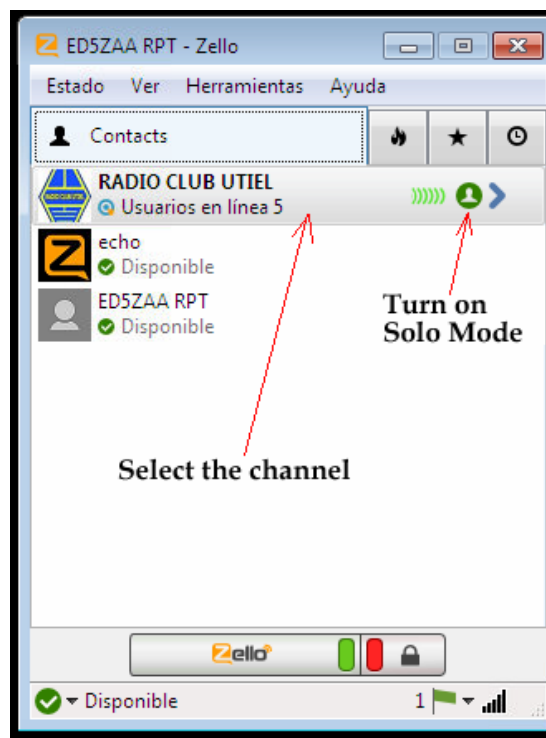 ED5ZAA RPT - Zello
Estado Ver Herramientas Ayuda
Contacts
RADIO CLUB UTIEL
Usuarios en línea 5
echo
Disponible
ED5ZAA RPT
Disponible
Turn on
Solo Mode
Select the channel
Zello
Disponible
1